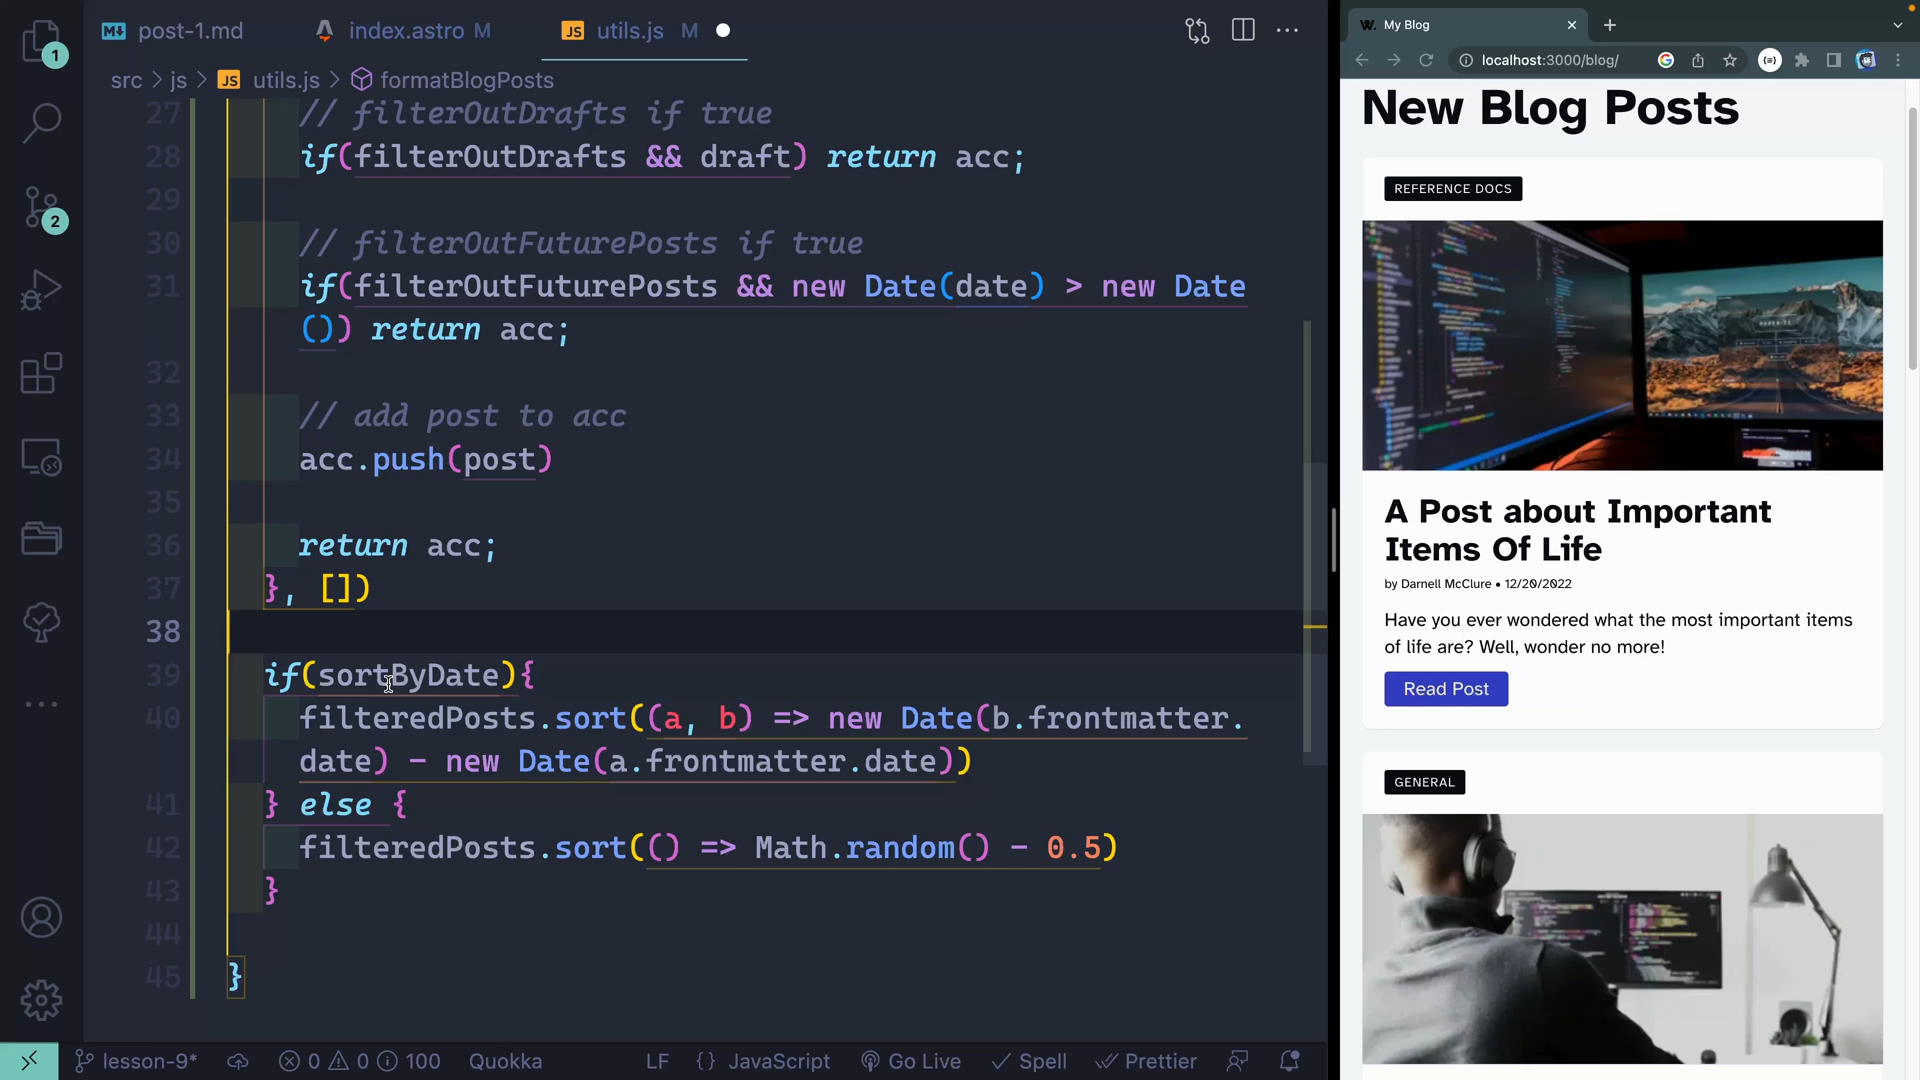 post-1.md
index.astro M
JS utils.js M
src > js > JS utils.js > formatBlogPosts
27 // filterOutDrafts if true
28 if(filterOutDrafts && draft) return acc;
29
30 // filterOutFuturePosts if true
31 if(filterOutFuturePosts && new Date(date) > new Date
()) return acc;
32
33 // add post to acc
34 acc.push(post)
35
36 return acc;
37 }, [])
38
39 if(sortByDate){
40 filteredPosts.sort((a, b) => new Date(b.frontmatter.
date) - new Date(a.frontmatter.date))
41 } else {
42 filteredPosts.sort(() => Math.random() - 0.5)
43 }
44
45 }
1
2
lesson-9* 0 0 100 Quokka LF {} JavaScript Go Live Spell Prettier
W. My Blog
localhost:3000/blog/
New Blog Posts
REFERENCE DOCS
A Post about Important
Items Of Life
by Darnell McClure • 12/20/2022
Have you ever wondered what the most important items
of life are? Well, wonder no more!
Read Post
GENERAL